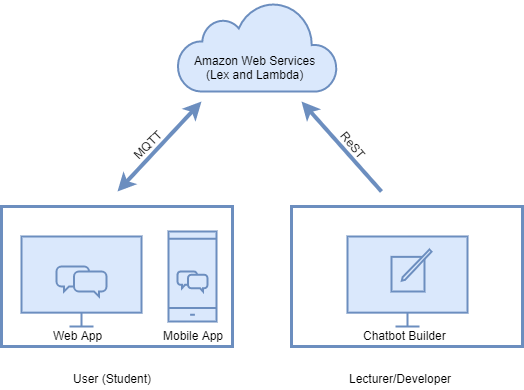 Amazon Web Services
(Lex and Lambda)
MQTT
ReST
Web App
Mobile App
Chatbot Builder
User (Student)
Lecturer/Developer